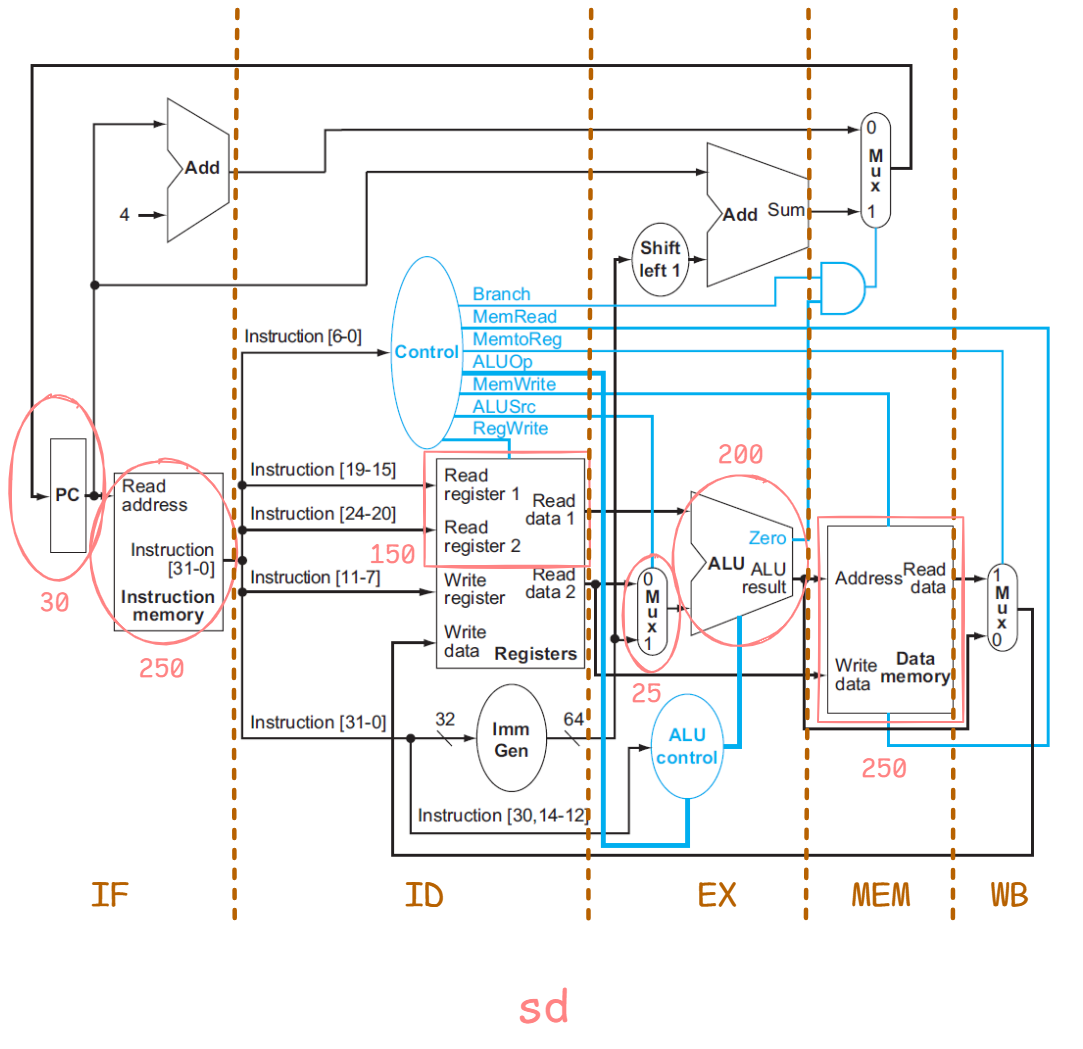 Add
4
0
M
u
x
1
Add Sum
Shift
left 1
Branch
MemRead
MemtoReg
ALUOp
MemWrite
ALUSrc
RegWrite
Control
Instruction [6-0]
PC
30
Read
address
Instruction
[31-0]
Instruction
memory
250
Instruction [19-15]
Instruction [24-20]
Instruction [11-7]
Instruction [31-0]
150
Read
register 1
Read
register 2
Write
register
Write
data
Read
data 1
Read
data 2
Registers
32
Imm
Gen
64
Instruction [30,14-12]
0
M
u
x
1
25
200
Zero
ALU
ALU
result
ALU
control
Address
Read
data
Write
data
Data
memory
250
1
M
u
x
0
IF
ID
EX
MEM
WB
sd